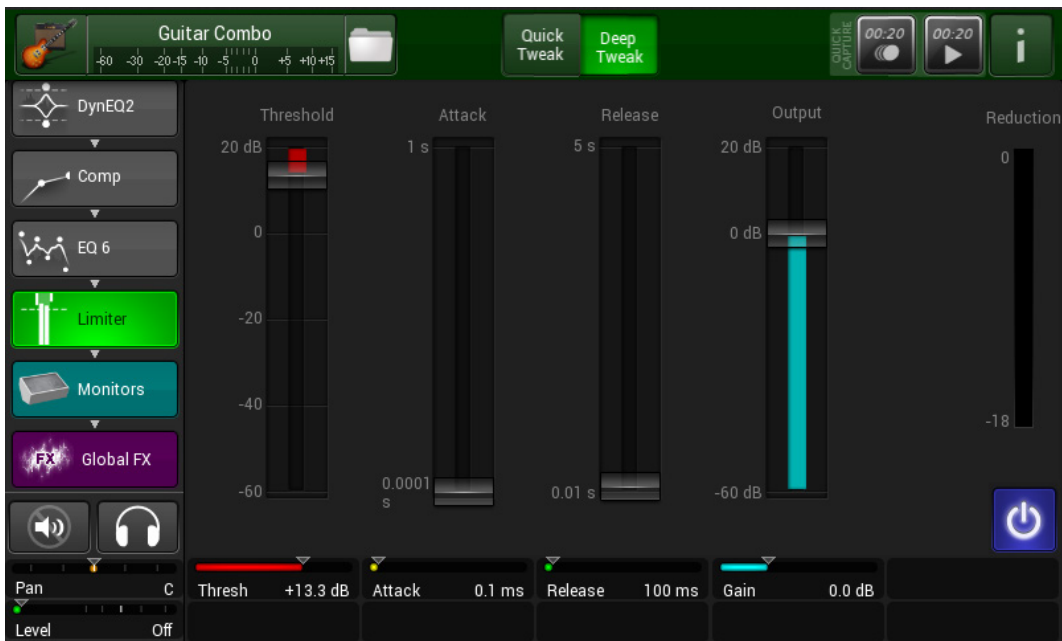 Guitar Combo
-60 -30 -20 -15 -10 -5 0 +5 +10 +15
Quick
Tweak
Deep
Tweak
QUICK
CAPTURE
00:20
00:20
i
DynEQ2
Comp
EQ 6
Limiter
Monitors
FX Global FX
Threshold
Attack
Release
Output
Reduction
20 dB
0
-20
-40
-60
1 s
0.0001
s
5 s
0.01 s
20 dB
0 dB
-60 dB
0
-18
Pan C
Level Off
Thresh +13.3 dB
Attack 0.1 ms
Release 100 ms
Gain 0.0 dB